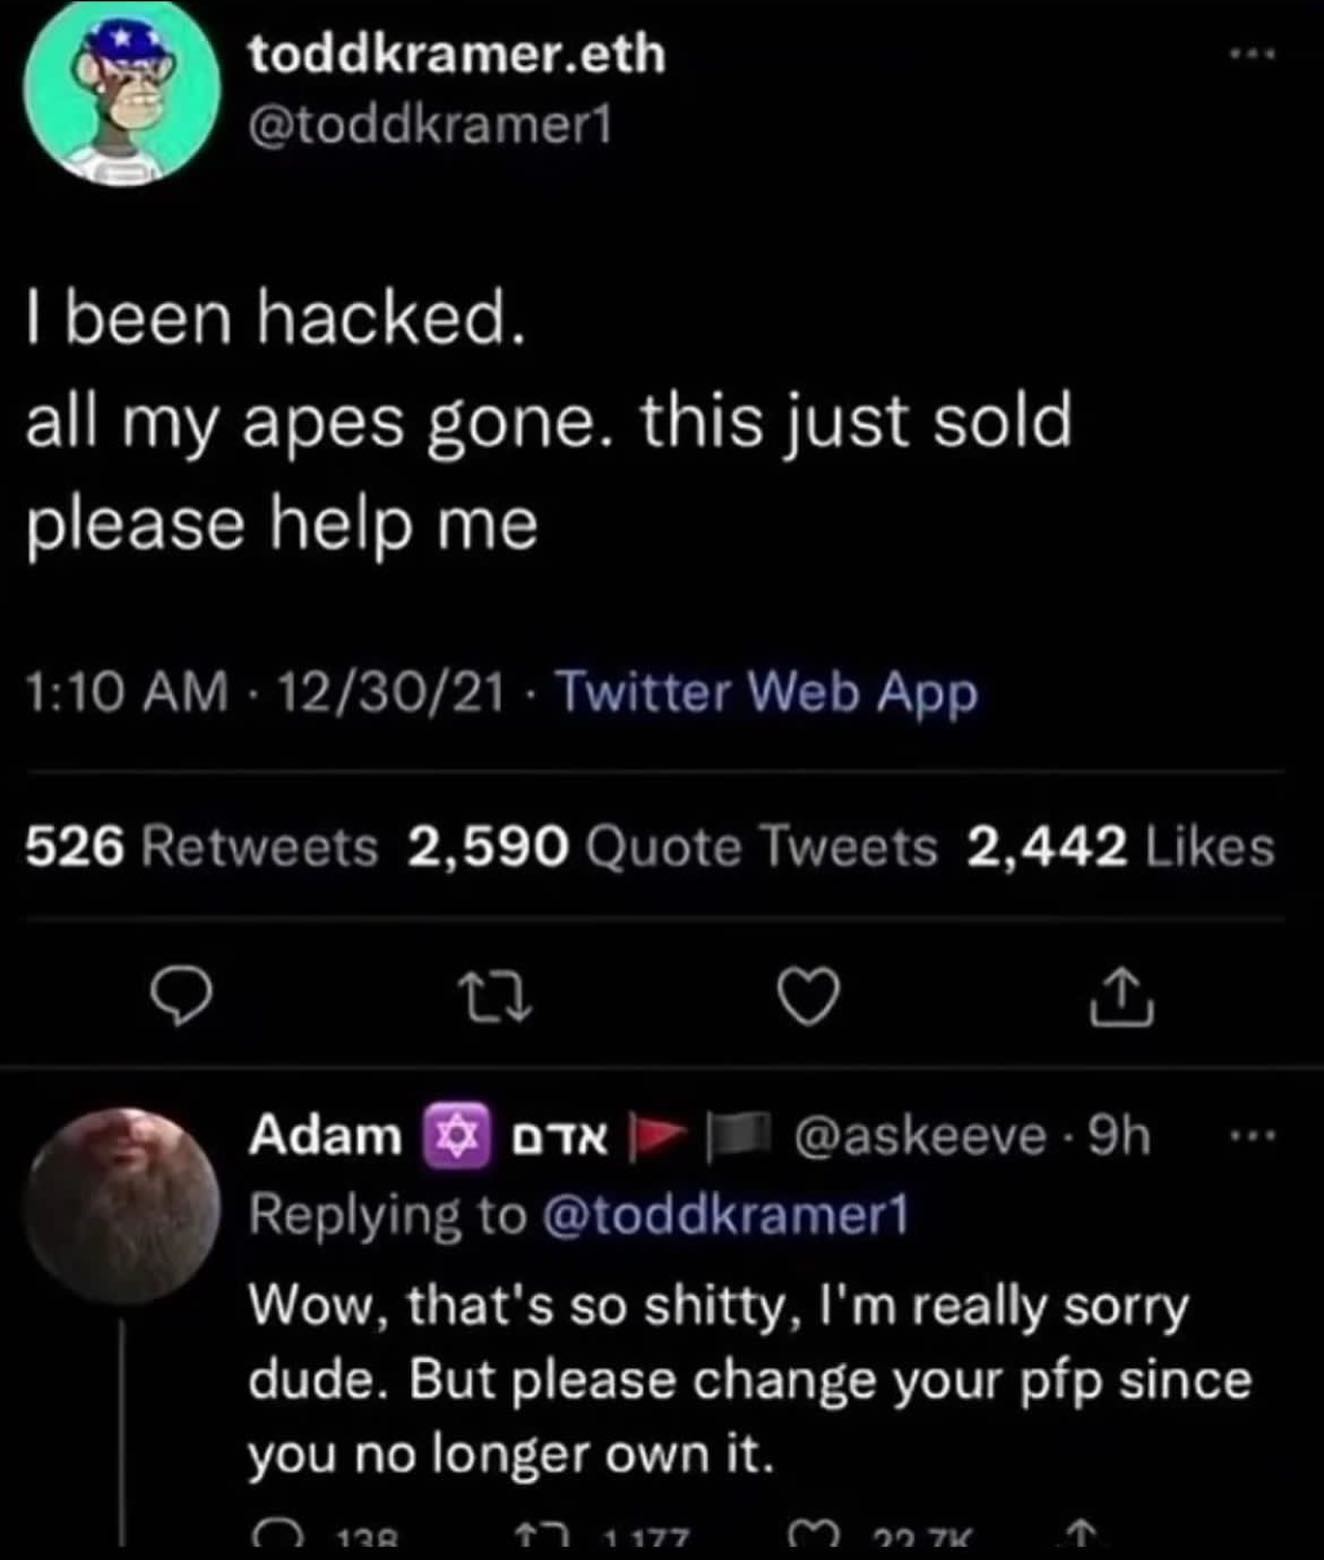 toddkramer.eth
@toddkramer1
I been hacked.
all my apes gone. this just sold
please help me
1:10 AM · 12/30/21 · Twitter Web App
526 Retweets 2,590 Quote Tweets 2,442 Likes
Adam ✡️ אדם 🚩 🏴 @askeeve · 9h
Replying to @toddkramer1
Wow, that's so shitty, I'm really sorry
dude. But please change your pfp since
you no longer own it.
138 1,177 22.7K